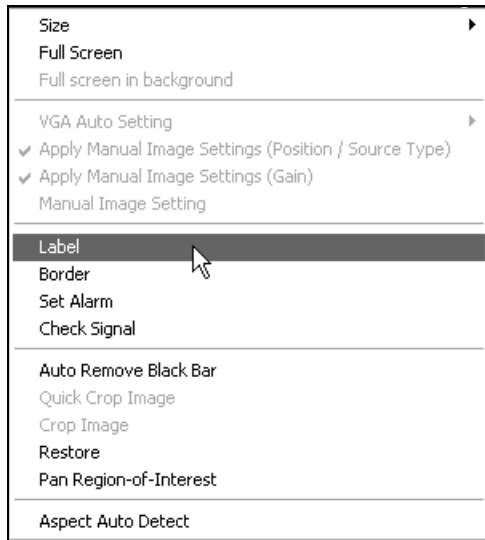 Size
Full Screen
Full screen in background
VGA Auto Setting
Apply Manual Image Settings (Position / Source Type)
Apply Manual Image Settings (Gain)
Manual Image Setting
Label
Border
Set Alarm
Check Signal
Auto Remove Black Bar
Quick Crop Image
Crop Image
Restore
Pan Region-of-Interest
Aspect Auto Detect